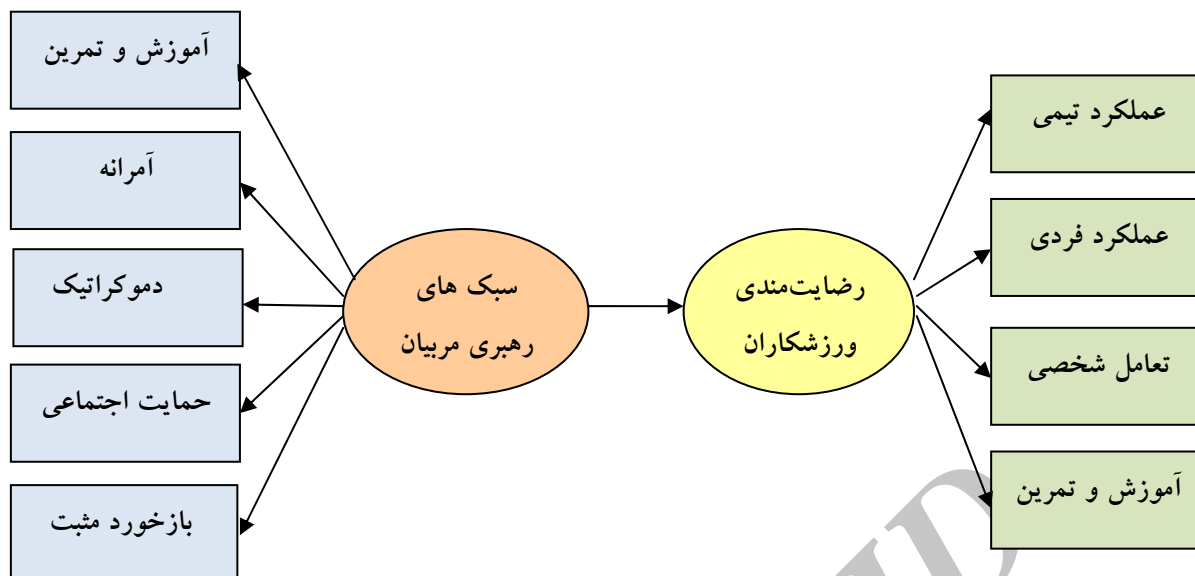 آموزش و تمرین
آمرانه
دموکراتیک
حمایت اجتماعی
بازخورد مثبت
سبک های
رهبری مربیان
رضایت‌مندی
ورزشکاران
عملکرد تیمی
عملکرد فردی
تعامل شخصی
آموزش و تمرین